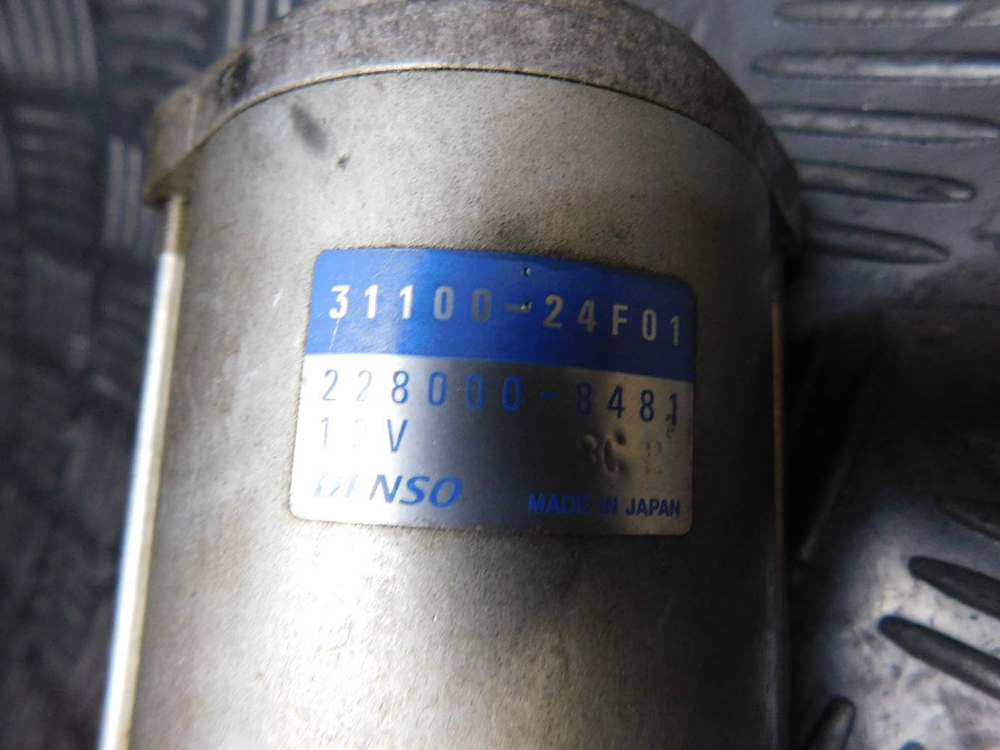 31100-24F01
228000-8481
12V
DENSO
MADE IN JAPAN